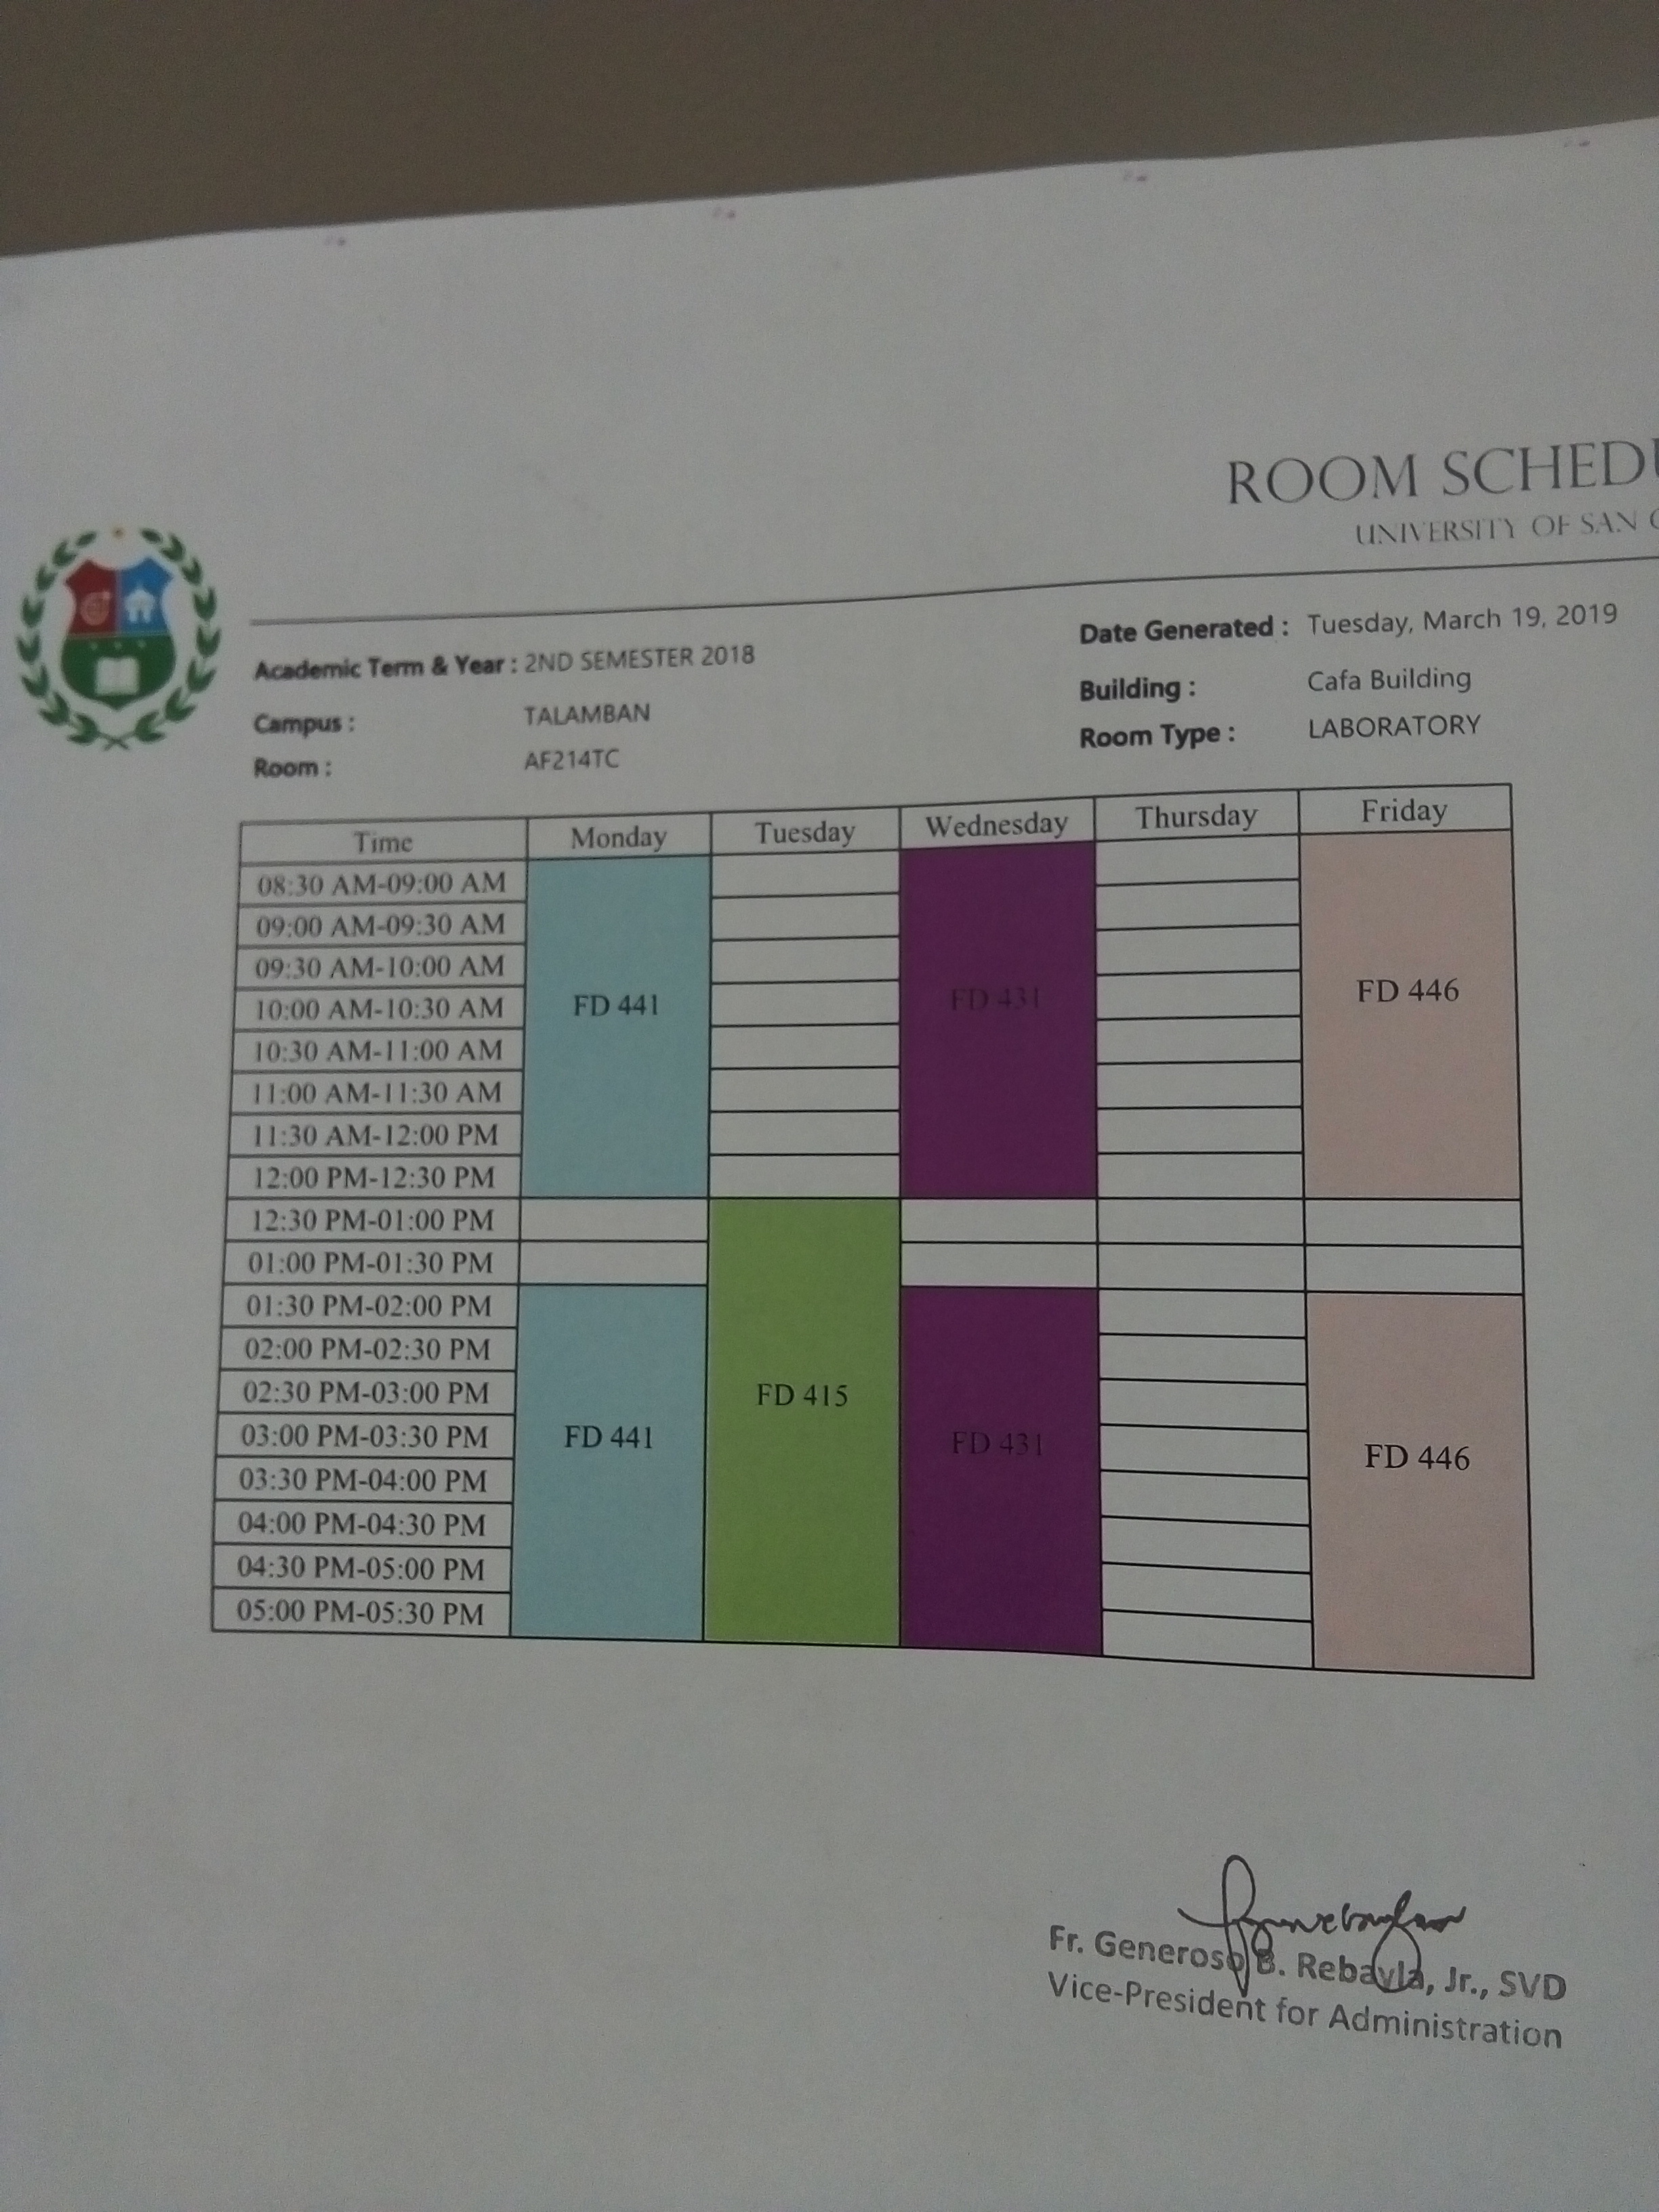 ROOM SCHEDU
UNIVERSITY OF SAN C
Academic Term & Year : 2ND SEMESTER 2018
Date Generated : Tuesday, March 19, 2019
Campus : TALAMBAN
Building : Cafa Building
Room : AF214TC
Room Type : LABORATORY
Time Monday Tuesday Wednesday Thursday Friday
08:30 AM-09:00 AM
09:00 AM-09:30 AM
09:30 AM-10:00 AM
10:00 AM-10:30 AM FD 441 FD 431 FD 446
10:30 AM-11:00 AM
11:00 AM-11:30 AM
11:30 AM-12:00 PM
12:00 PM-12:30 PM
12:30 PM-01:00 PM
01:00 PM-01:30 PM
01:30 PM-02:00 PM
02:00 PM-02:30 PM
02:30 PM-03:00 PM FD 415
03:00 PM-03:30 PM FD 441 FD 431 FD 446
03:30 PM-04:00 PM
04:00 PM-04:30 PM
04:30 PM-05:00 PM
05:00 PM-05:30 PM
Fr. Generoso B. Rebayla, Jr., SVD
Vice-President for Administration